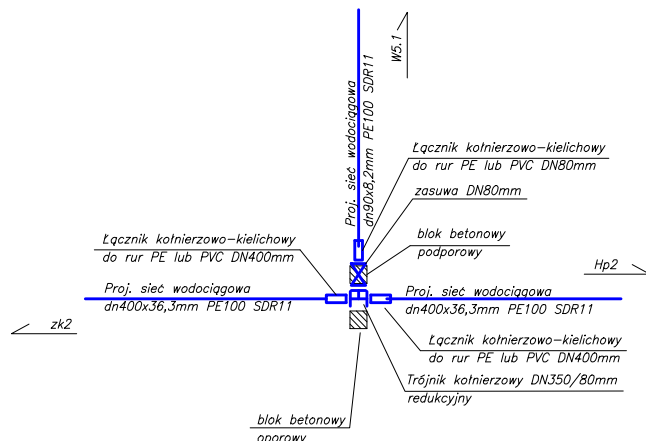 W5.1
Proj. sieć wodociągowa
dn90x8,2mm PE100 SDR11
Łącznik kołnierzowo-kielichowy
do rur PE lub PVC DN80mm
zasuwa DN80mm
blok betonowy
podporowy
Łącznik kołnierzowo-kielichowy
do rur PE lub PVC DN400mm
Hp2
Proj. sieć wodociągowa
dn400x36,3mm PE100 SDR11
Proj. sieć wodociągowa
dn400x36,3mm PE100 SDR11
zk2
Łącznik kołnierzowo-kielichowy
do rur PE lub PVC DN400mm
Trójnik kołnierzowy DN350/80mm
redukcyjny
blok betonowy
oporowy